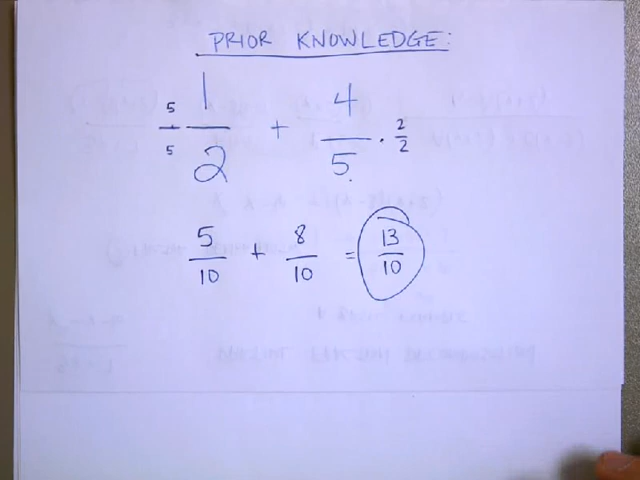 PRIOR KNOWLEDGE:
5/5 · 1/2 + 4/5 · 2/2
5/10 + 8/10 = 13/10